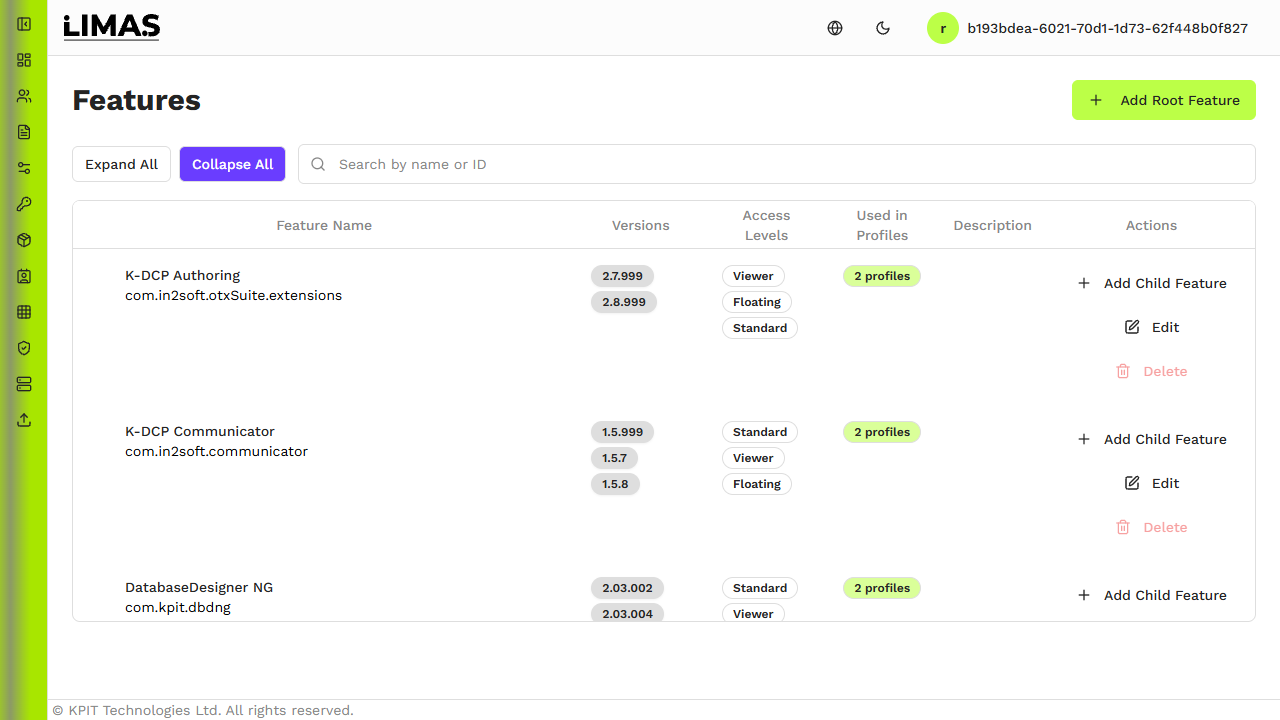 LIMAS
r
b193bdea-6021-70d1-1d73-62f448b0f827
Features
Add Root Feature
Expand All
Collapse All
Search by name or ID
Feature Name
Versions
Access
Levels
Used in
Profiles
Description
Actions
K-DCP Authoring
com.in2soft.otxSuite.extensions
2.7.999
2.8.999
Viewer
Floating
Standard
2 profiles
Add Child Feature
Edit
Delete
K-DCP Communicator
com.in2soft.communicator
1.5.999
1.5.7
1.5.8
Standard
Viewer
Floating
2 profiles
Add Child Feature
Edit
Delete
DatabaseDesigner NG
com.kpit.dbdng
2.03.002
2.03.004
Standard
Viewer
2 profiles
Add Child Feature
© KPIT Technologies Ltd. All rights reserved.